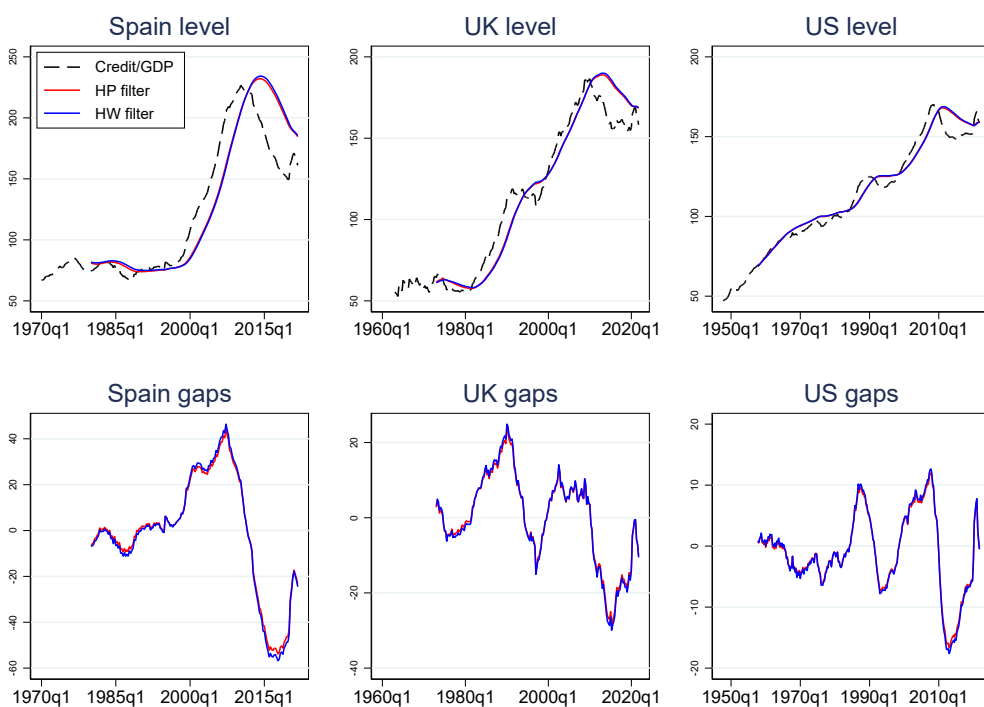 Spain level
UK level
US level
Credit/GDP
HP filter
HW filter
250
200
150
100
50
1970q1 1985q1 2000q1 2015q1
200
150
100
50
1960q1 1980q1 2000q1 2020q1
200
150
100
50
1950q1 1970q1 1990q1 2010q1
Spain gaps
UK gaps
US gaps
40
20
0
-20
-40
-60
1970q1 1985q1 2000q1 2015q1
20
0
-20
-40
1960q1 1980q1 2000q1 2020q1
20
10
0
-10
-20
1950q1 1970q1 1990q1 2010q1